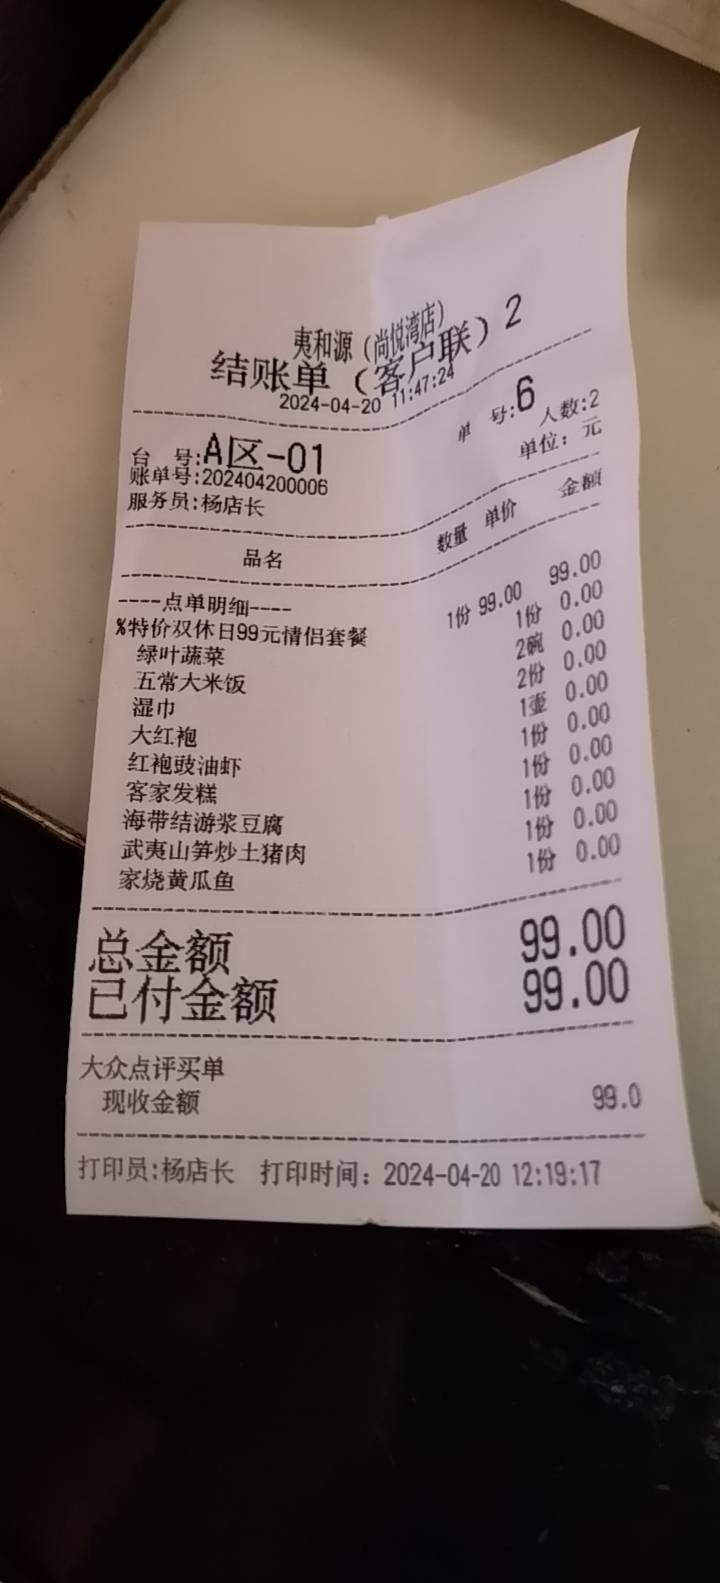 夷和源（尚悦湾店）
结账单（客户联）2
2024-04-20 11:47:24
台 号:A区-01 单 号:6
账单号:202404200006 人数:2
服务员:杨店长 单位：元
品名 数量 单价 金额
----点单明细----
%特价双休日99元情侣套餐 1份 99.00 99.00
绿叶蔬菜 1份 0.00
五常大米饭 2碗 0.00
湿巾 2份 0.00
大红袍 1壶 0.00
红袍豉油虾 1份 0.00
客家发糕 1份 0.00
海带结游浆豆腐 1份 0.00
武夷山笋炒土猪肉 1份 0.00
家烧黄瓜鱼 1份 0.00
总金额 99.00
已付金额 99.00
大众点评买单
现收金额 99.0
打印员:杨店长 打印时间：2024-04-20 12:19:17